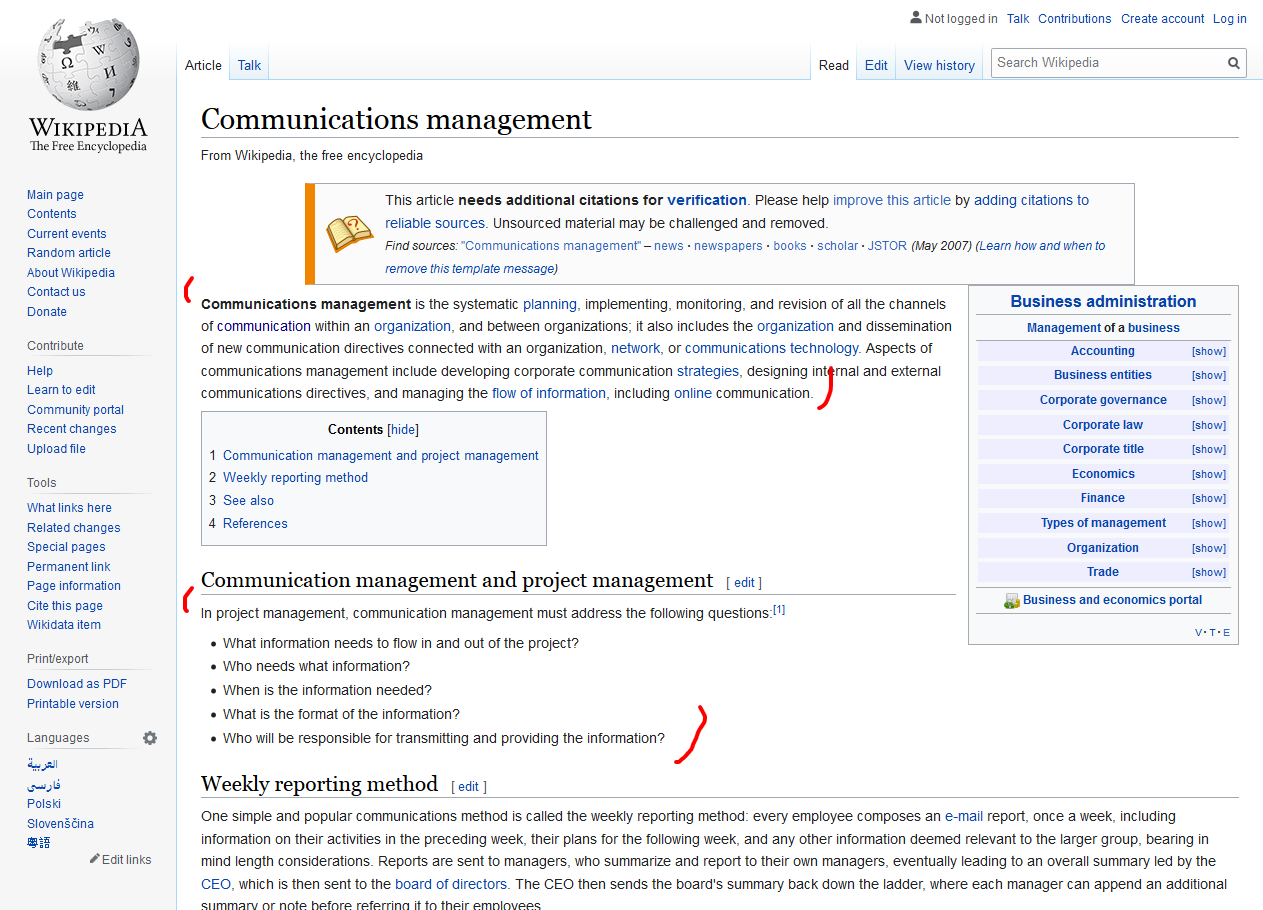 Not logged in Talk Contributions Create account Log in
Article Talk Read Edit View history Search Wikipedia
WIKIPEDIA
The Free Encyclopedia
Main page
Contents
Current events
Random article
About Wikipedia
Contact us
Donate
Contribute
Help
Learn to edit
Community portal
Recent changes
Upload file
Tools
What links here
Related changes
Special pages
Permanent link
Page information
Cite this page
Wikidata item
Print/export
Download as PDF
Printable version
Languages
العربية
فارسی
Polski
Slovenščina
粵語
Edit links
Communications management
From Wikipedia, the free encyclopedia
This article needs additional citations for verification. Please help improve this article by adding citations to
reliable sources. Unsourced material may be challenged and removed.
Find sources: "Communications management" – news · newspapers · books · scholar · JSTOR (May 2007) (Learn how and when to
remove this template message)
Communications management is the systematic planning, implementing, monitoring, and revision of all the channels
of communication within an organization, and between organizations; it also includes the organization and dissemination
of new communication directives connected with an organization, network, or communications technology. Aspects of
communications management include developing corporate communication strategies, designing internal and external
communications directives, and managing the flow of information, including online communication.
Contents [hide]
1 Communication management and project management
2 Weekly reporting method
3 See also
4 References
Business administration
Management of a business
Accounting [show]
Business entities [show]
Corporate governance [show]
Corporate law [show]
Corporate title [show]
Economics [show]
Finance [show]
Types of management [show]
Organization [show]
Trade [show]
Business and economics portal
V · T · E
Communication management and project management [ edit ]
In project management, communication management must address the following questions:[1]
• What information needs to flow in and out of the project?
• Who needs what information?
• When is the information needed?
• What is the format of the information?
• Who will be responsible for transmitting and providing the information?
Weekly reporting method [ edit ]
One simple and popular communications method is called the weekly reporting method: every employee composes an e-mail report, once a week, including
information on their activities in the preceding week, their plans for the following week, and any other information deemed relevant to the larger group, bearing in
mind length considerations. Reports are sent to managers, who summarize and report to their own managers, eventually leading to an overall summary led by the
CEO, which is then sent to the board of directors. The CEO then sends the board's summary back down the ladder, where each manager can append an additional
summary or note before referring it to their employees